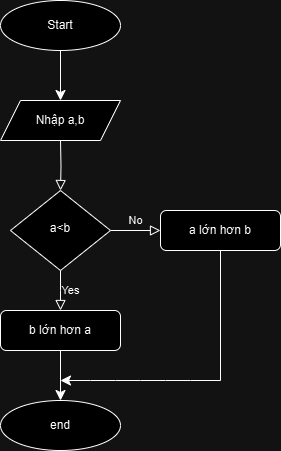 Start
Nhập a,b
a<b
No
a lớn hơn b
Yes
b lớn hơn a
end